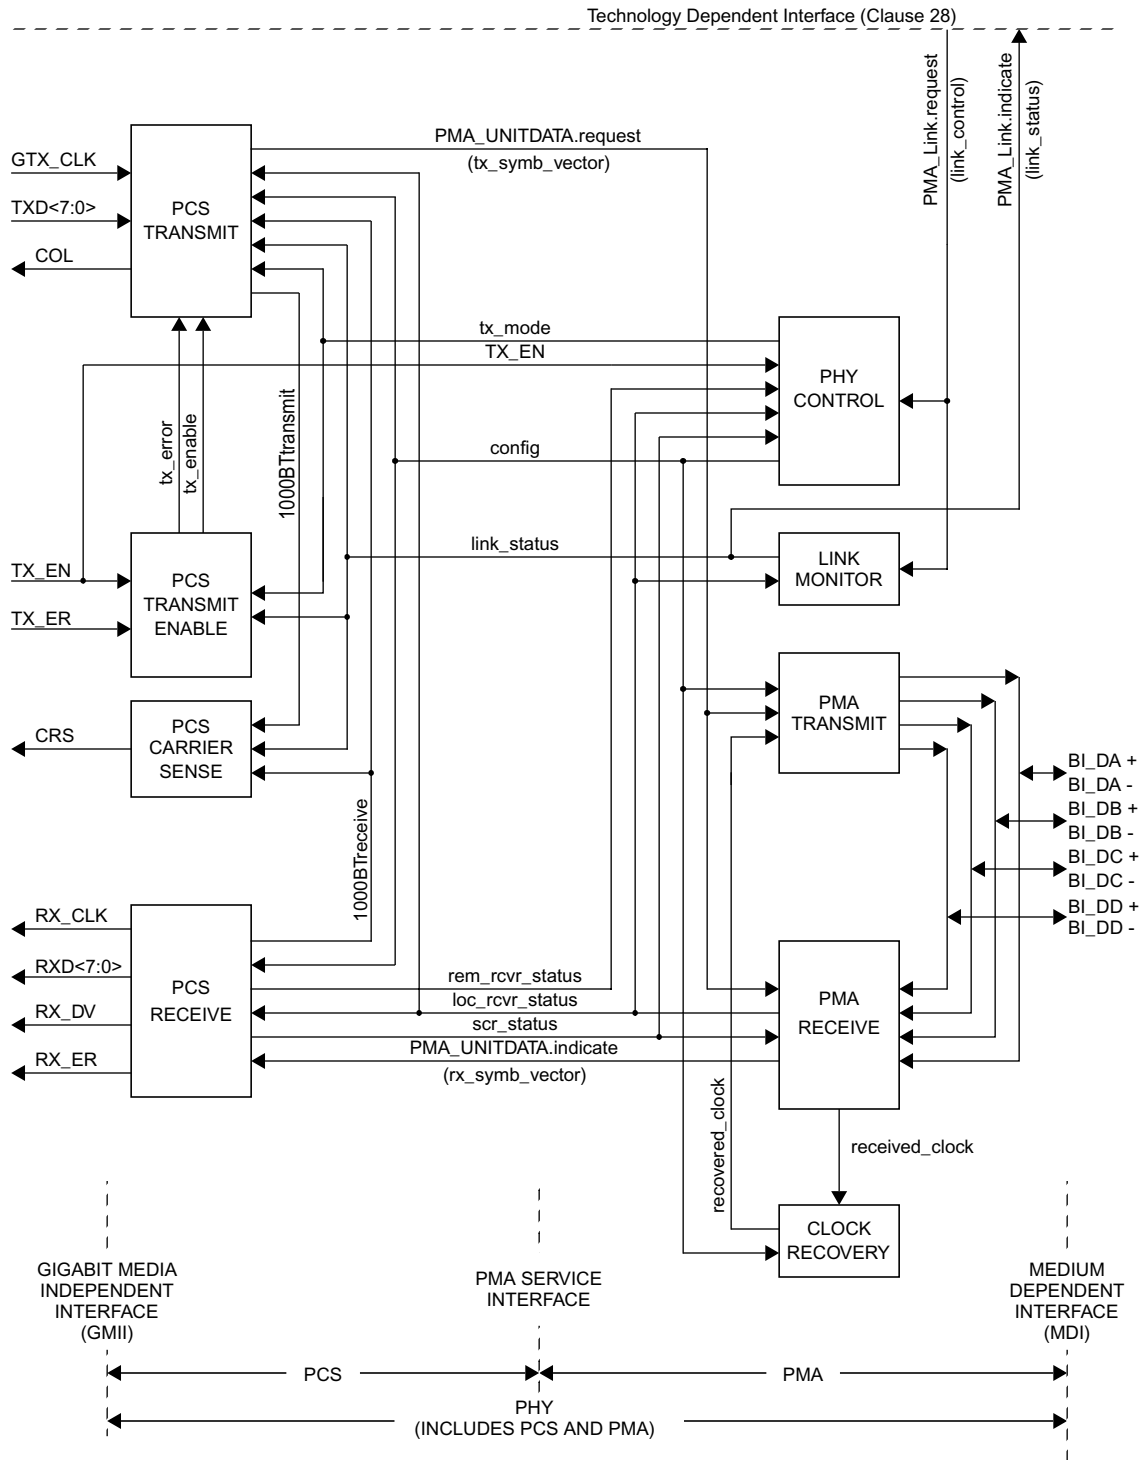 Technology Dependent Interface (Clause 28)
PMA_Link.request
(link_control)
PMA_Link.indicate
(link_status)
GTX_CLK
TXD<7:0>
COL
PCS
TRANSMIT
PMA_UNITDATA.request
(tx_symb_vector)
tx_mode
TX_EN
PHY
CONTROL
tx_error
tx_enable
1000BTtransmit
config
link_status
LINK
MONITOR
TX_EN
TX_ER
PCS
TRANSMIT
ENABLE
PMA
TRANSMIT
CRS
PCS
CARRIER
SENSE
BI_DA +
BI_DA -
BI_DB +
BI_DB -
BI_DC +
BI_DC -
BI_DD +
BI_DD -
1000BTreceive
RX_CLK
RXD<7:0>
RX_DV
RX_ER
PCS
RECEIVE
rem_rcvr_status
loc_rcvr_status
scr_status
PMA_UNITDATA.indicate
(rx_symb_vector)
PMA
RECEIVE
recovered_clock
received_clock
CLOCK
RECOVERY
GIGABIT MEDIA
INDEPENDENT
INTERFACE
(GMII)
PMA SERVICE
INTERFACE
MEDIUM
DEPENDENT
INTERFACE
(MDI)
PCS
PMA
PHY
(INCLUDES PCS AND PMA)